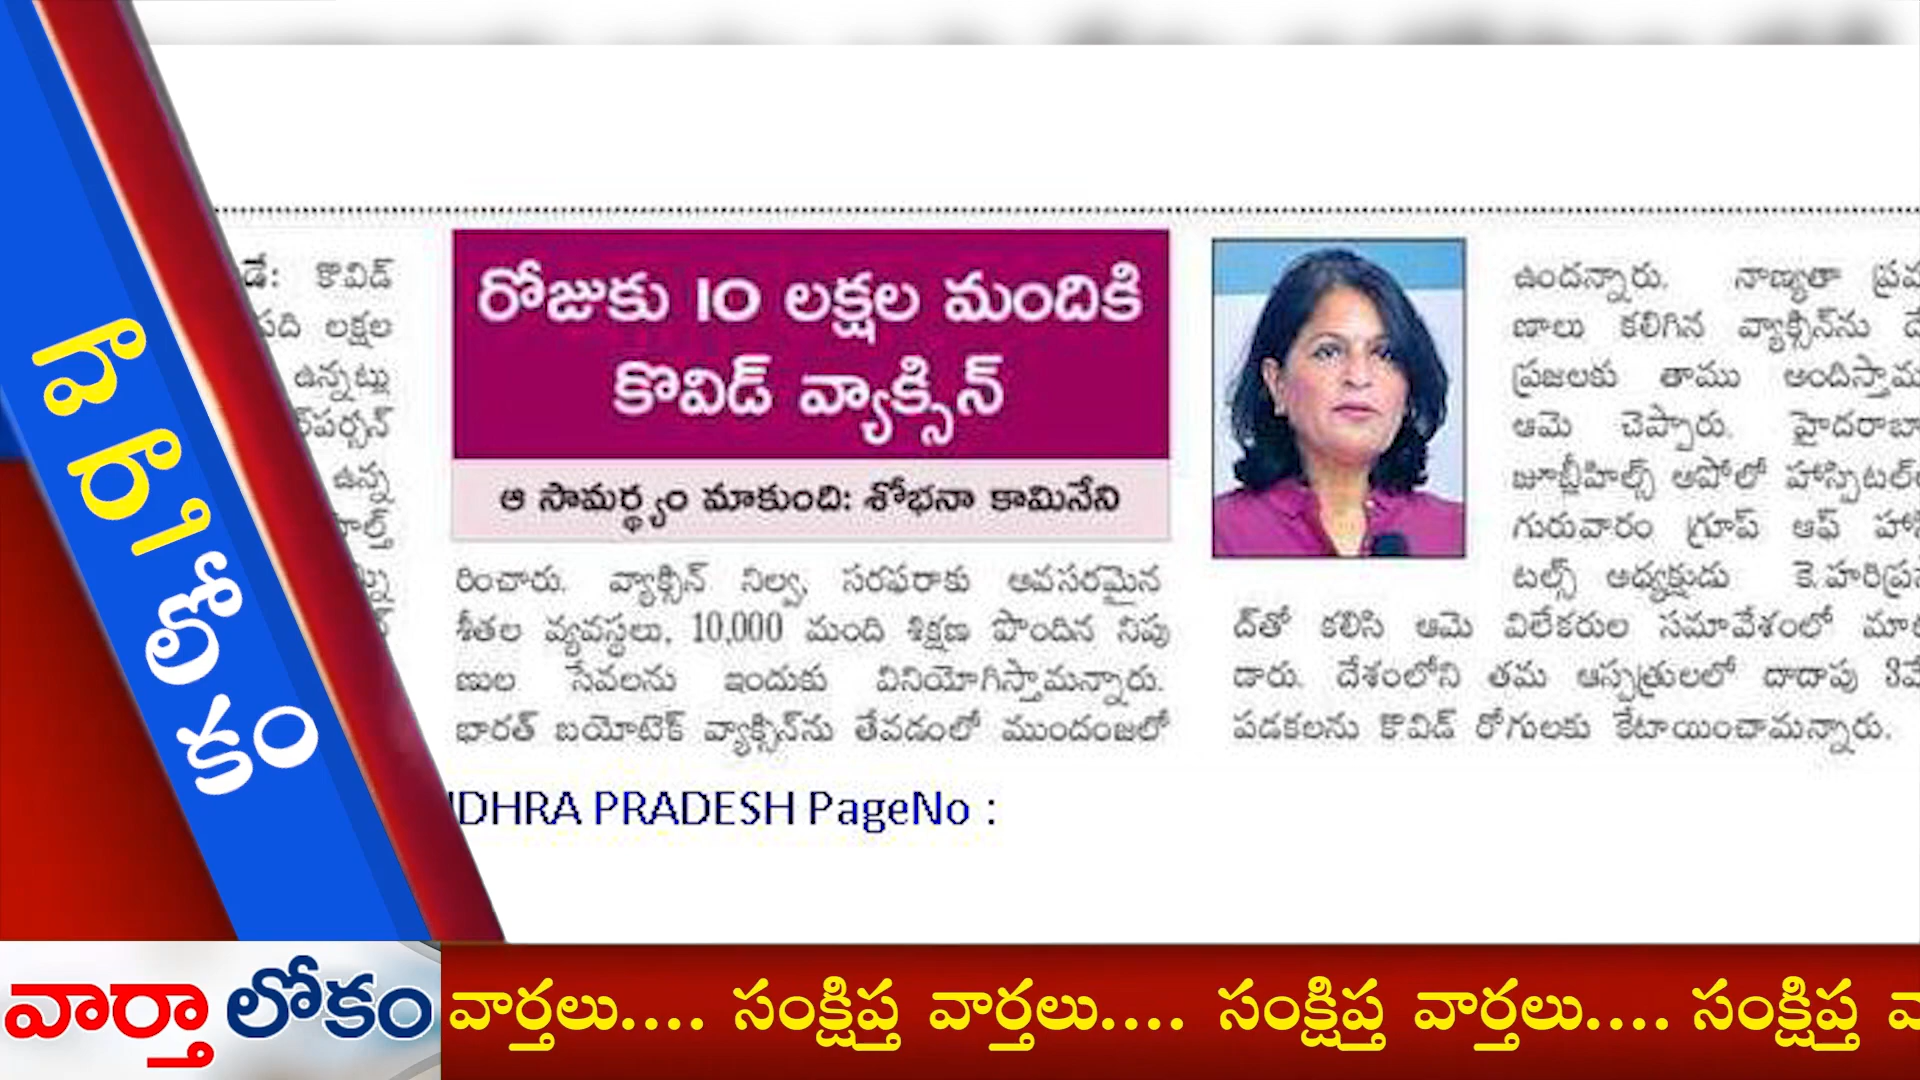 వార్తాలోకం
డే: కొవిడ్
పది లక్షల
ఉన్నట్లు
ఉన్న
రోజుకు 10 లక్షల మందికి
కొవిడ్ వ్యాక్సిన్
ఆ సామర్థ్యం మాకుంది: శోభనా కామినేని
రించారు. వ్యాక్సిన్ నిల్వ, సరఫరాకు అవసరమైన
శీతల వ్యవస్థలు, 10,000 మంది శిక్షణ పొందిన నిపు
ణుల సేవలను ఇందుకు వినియోగిస్తామన్నారు.
భారత్ బయోటెక్ వ్యాక్సిన్‌ను తేవడంలో ముందంజలో
ఉందన్నారు. నాణ్యతా
ణాలు కలిగిన వ్యాక్సిన్‌ను
ప్రజలకు తాము
ఆమె చెప్పారు.
జూబ్లీహిల్స్ అపోలో
గురువారం గ్రూప్ ఆఫ్
టల్స్ అధ్యక్షుడు
ద్‌తో కలిసి ఆమె విలేకరుల సమావేశంలో
డారు. దేశంలోని తమ ఆస్పత్రులలో దాదాపు
పడకలను కొవిడ్ రోగులకు కేటాయించామన్నారు.
DHRA PRADESH PageNo :
వార్తా లోకం
వార్తలు.... సంక్షిప్త వార్తలు.... సంక్షిప్త వార్తలు.... సంక్షిప్త